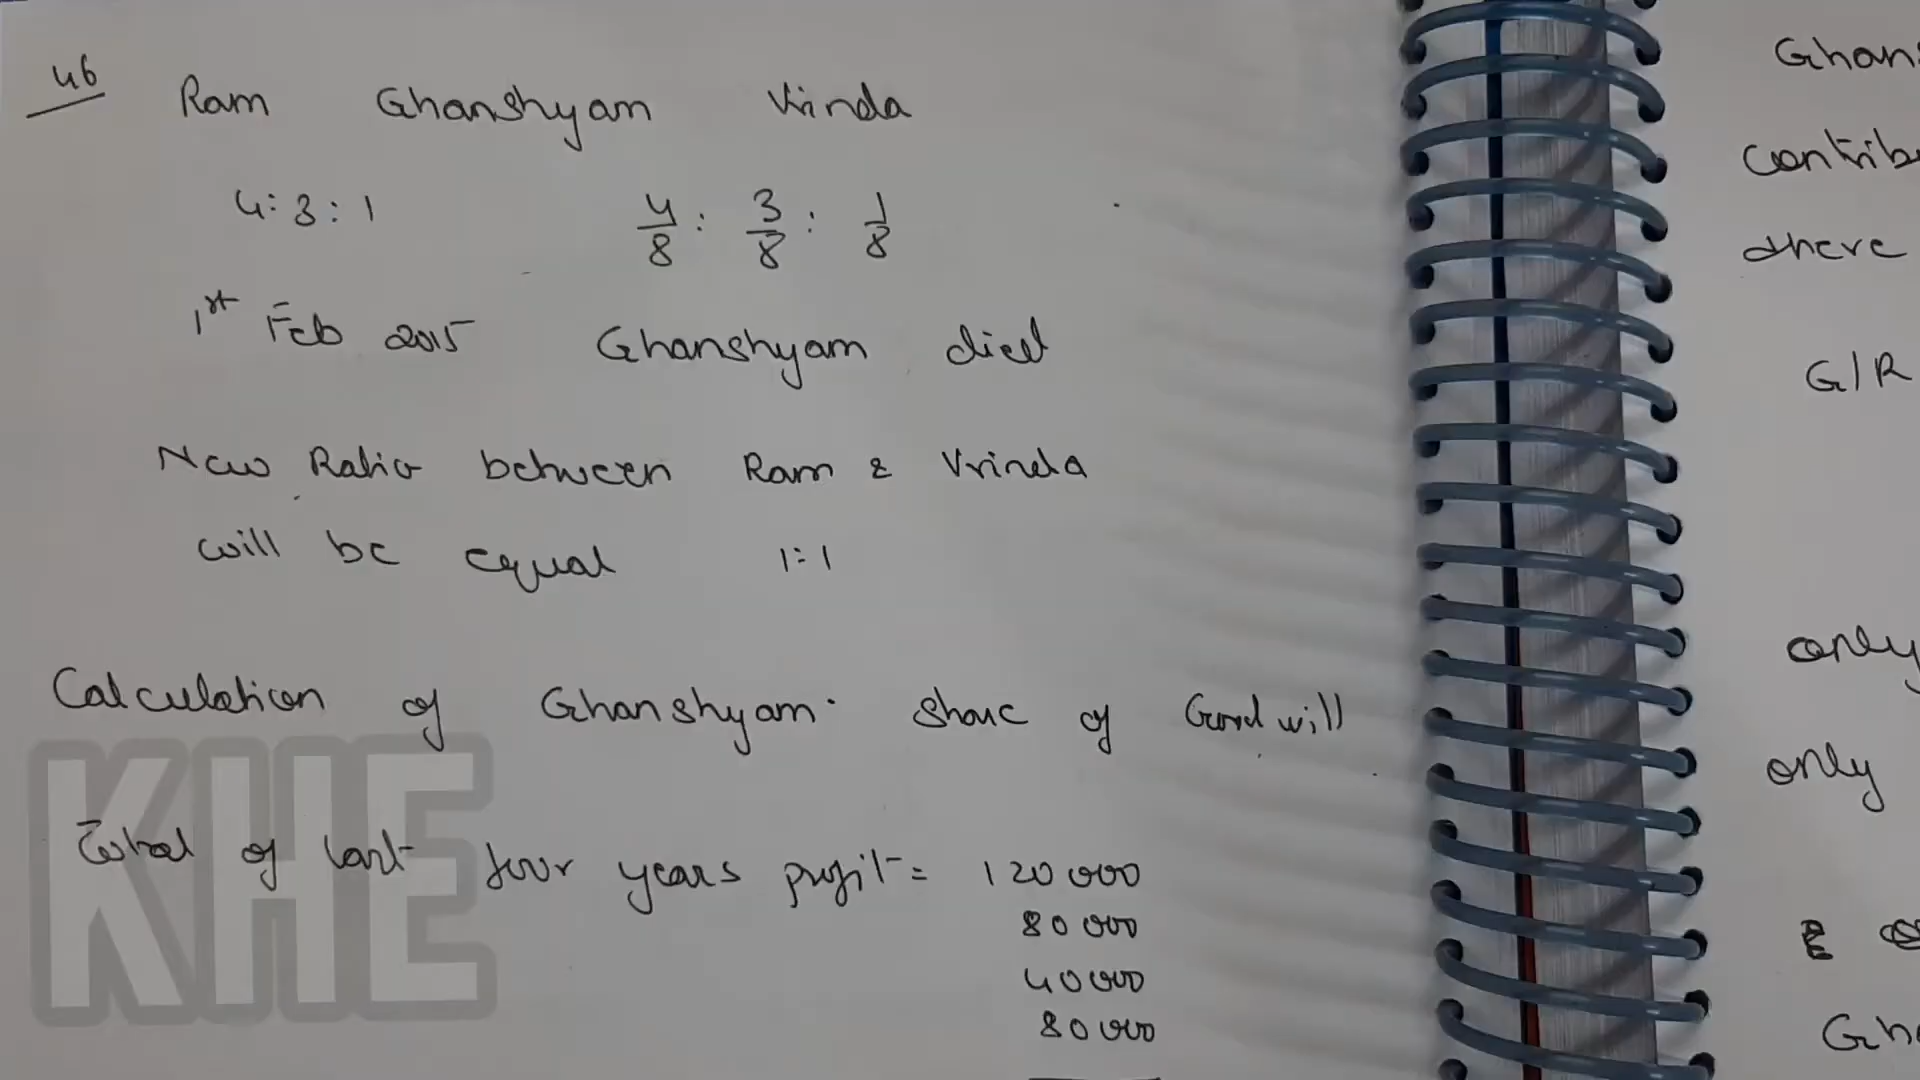 46
Ram Ghanshyam Vrinda
4:3:1 4/8 : 3/8 : 1/8
1st Feb 2015 Ghanshyam died
New Ratio between Ram & Vrinda
will be equal 1:1
Calculation of Ghanshyam share of Goodwill
Total of last four years profit = 120000
80000
40000
80000
KHE
Ghans
Contrib
there
G/R
only
only
E
Gh